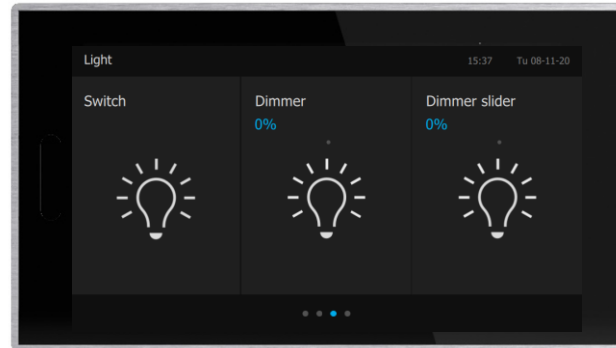 Light
15:37 Tu 08-11-20
Switch
Dimmer
0%
Dimmer slider
0%